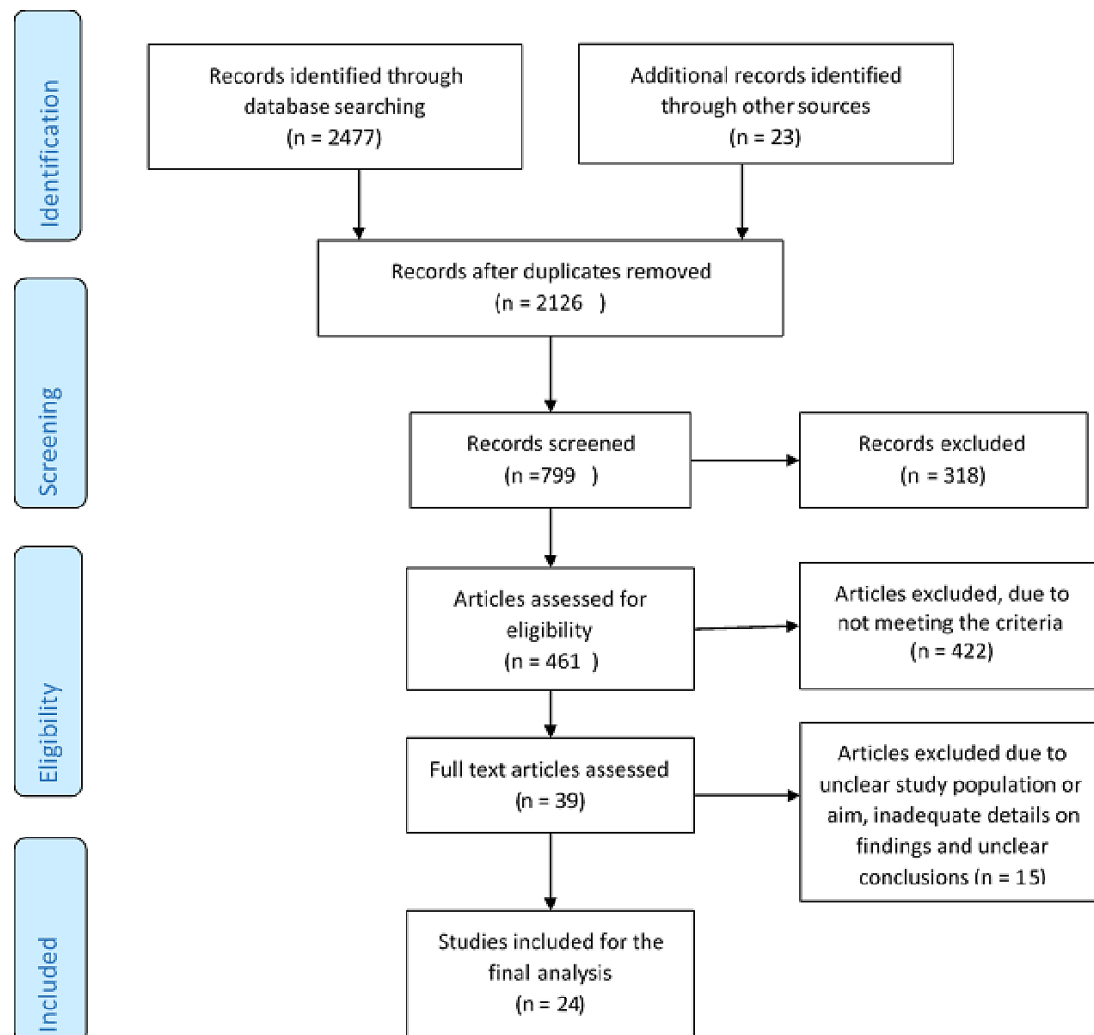 Identification
Records identified through
database searching
(n = 2477)
Additional records identified
through other sources
(n = 23)
Records after duplicates removed
(n = 2126   )
Screening
Records screened
(n =799   )
Records excluded
(n = 318)
Eligibility
Articles assessed for
eligibility
(n = 461   )
Articles excluded, due to
not meeting the criteria
(n = 422)
Full text articles assessed
(n = 39)
Articles excluded due to
unclear study population or
aim, inadequate details on
findings and unclear
conclusions (n = 15)
Included
Studies included for the
final analysis
(n = 24)